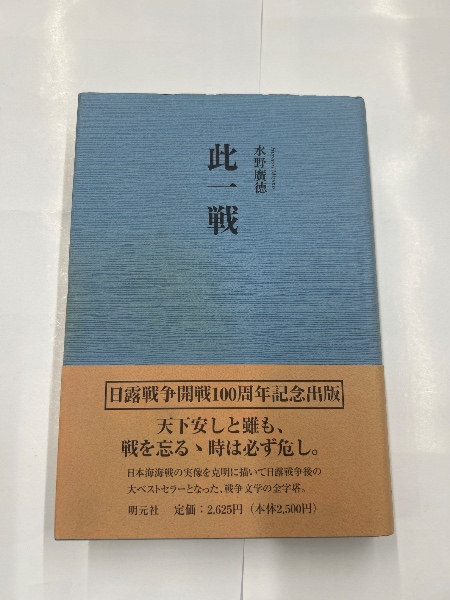 此一戦
水野廣徳
日露戦争開戦100周年記念出版
天下安しと雖も、
戦を忘るゝ時は必ず危し。
日本海海戦の実像を克明に描いて日露戦争後の
大ベストセラーとなった、戦争文学の金字塔。
明元社 定価:2,625円(本体2,500円)